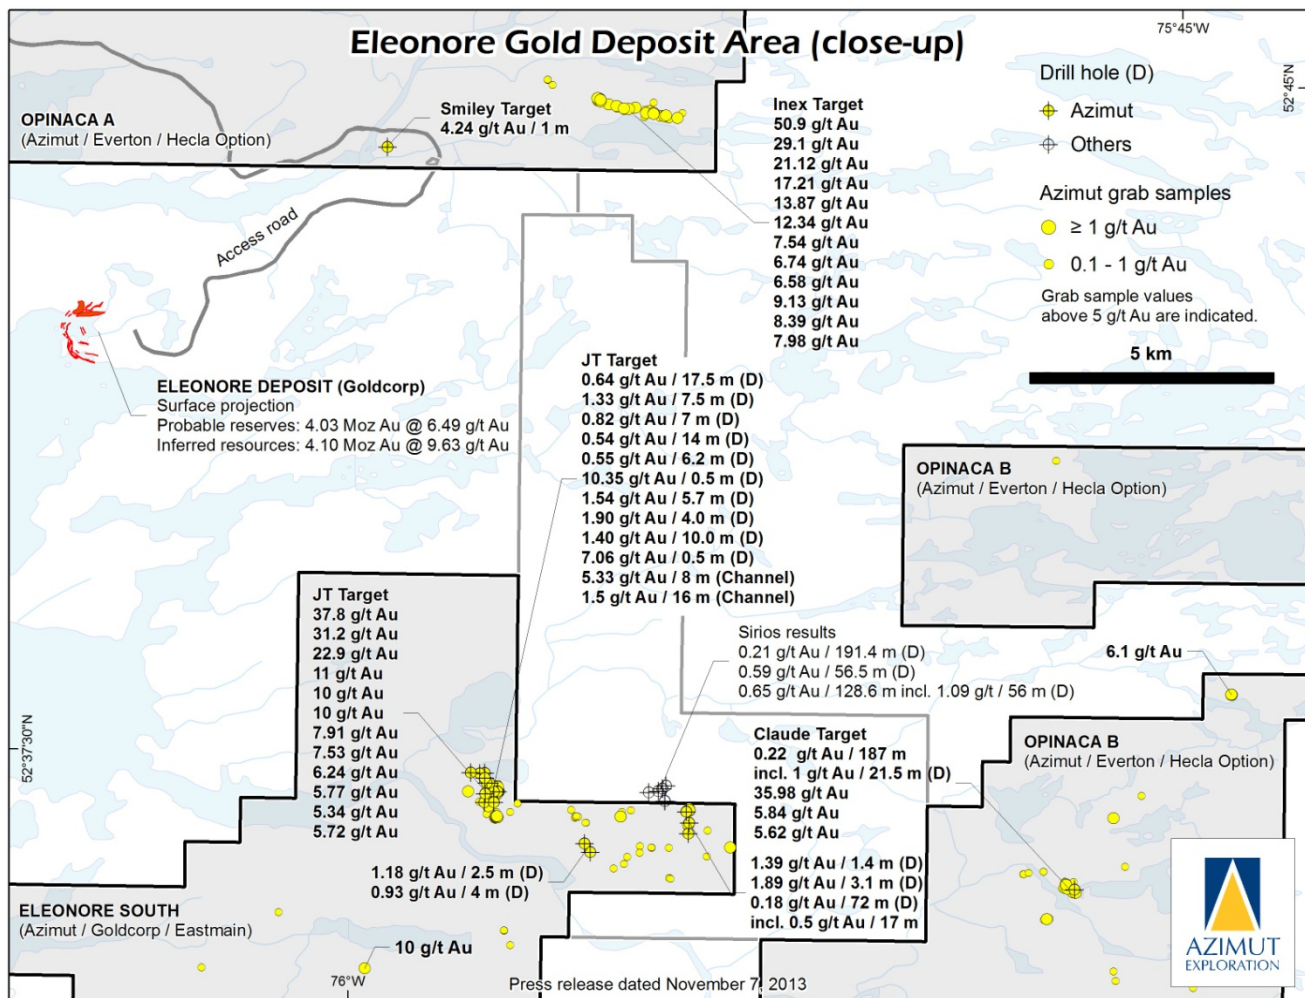 Eleonore Gold Deposit Area (close-up)
75°45'W
52°45'N
OPINACA A
(Azimut / Everton / Hecla Option)
Smiley Target
4.24 g/t Au / 1 m
Inex Target
50.9 g/t Au
29.1 g/t Au
21.12 g/t Au
17.21 g/t Au
13.87 g/t Au
12.34 g/t Au
7.54 g/t Au
6.74 g/t Au
6.58 g/t Au
9.13 g/t Au
8.39 g/t Au
7.98 g/t Au
Drill hole (D)
Azimut
Others
Azimut grab samples
≥ 1 g/t Au
0.1 - 1 g/t Au
Grab sample values
above 5 g/t Au are indicated.
5 km
Access road
ELEONORE DEPOSIT (Goldcorp)
Surface projection
Probable reserves: 4.03 Moz Au @ 6.49 g/t Au
Inferred resources: 4.10 Moz Au @ 9.63 g/t Au
JT Target
0.64 g/t Au / 17.5 m (D)
1.33 g/t Au / 7.5 m (D)
0.82 g/t Au / 7 m (D)
0.54 g/t Au / 14 m (D)
0.55 g/t Au / 6.2 m (D)
10.35 g/t Au / 0.5 m (D)
1.54 g/t Au / 5.7 m (D)
1.90 g/t Au / 4.0 m (D)
1.40 g/t Au / 10.0 m (D)
7.06 g/t Au / 0.5 m (D)
5.33 g/t Au / 8 m (Channel)
1.5 g/t Au / 16 m (Channel)
OPINACA B
(Azimut / Everton / Hecla Option)
JT Target
37.8 g/t Au
31.2 g/t Au
22.9 g/t Au
11 g/t Au
10 g/t Au
10 g/t Au
7.91 g/t Au
7.53 g/t Au
6.24 g/t Au
5.77 g/t Au
5.34 g/t Au
5.72 g/t Au
Sirios results
0.21 g/t Au / 191.4 m (D)
0.59 g/t Au / 56.5 m (D)
0.65 g/t Au / 128.6 m incl. 1.09 g/t / 56 m (D)
6.1 g/t Au
52°37'30"N
Claude Target
0.22 g/t Au / 187 m
incl. 1 g/t Au / 21.5 m (D)
35.98 g/t Au
5.84 g/t Au
5.62 g/t Au
OPINACA B
(Azimut / Everton / Hecla Option)
1.18 g/t Au / 2.5 m (D)
0.93 g/t Au / 4 m (D)
1.39 g/t Au / 1.4 m (D)
1.89 g/t Au / 3.1 m (D)
0.18 g/t Au / 72 m (D)
incl. 0.5 g/t Au / 17 m
ELEONORE SOUTH
(Azimut / Goldcorp / Eastmain)
10 g/t Au
76°W
Press release dated November 7, 2013
AZIMUT
EXPLORATION